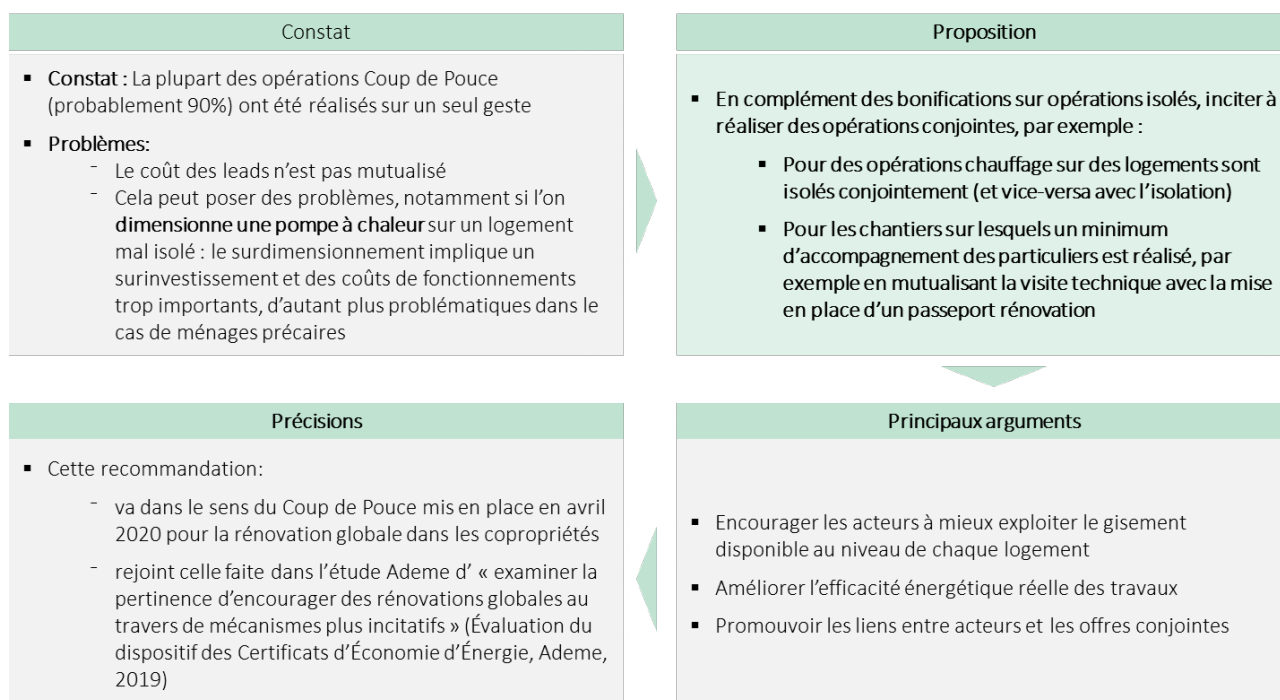 Constat
▪ Constat : La plupart des opérations Coup de Pouce
(probablement 90%) ont été réalisés sur un seul geste
▪ Problèmes:
- Le coût des leads n’est pas mutualisé
- Cela peut poser des problèmes, notamment si l’on
dimensionne une pompe à chaleur sur un logement
mal isolé : le surdimensionnement implique un
surinvestissement et des coûts de fonctionnements
trop importants, d’autant plus problématiques dans le
cas de ménages précaires
Proposition
▪ En complément des bonifications sur opérations isolés, inciter à
réaliser des opérations conjointes, par exemple :
▪ Pour des opérations chauffage sur des logements sont
isolés conjointement (et vice-versa avec l’isolation)
▪ Pour les chantiers sur lesquels un minimum
d’accompagnement des particuliers est réalisé, par
exemple en mutualisant la visite technique avec la mise
en place d’un passeport rénovation
Principaux arguments
▪ Encourager les acteurs à mieux exploiter le gisement
disponible au niveau de chaque logement
▪ Améliorer l’efficacité énergétique réelle des travaux
▪ Promouvoir les liens entre acteurs et les offres conjointes
Précisions
▪ Cette recommandation:
- va dans le sens du Coup de Pouce mis en place en avril
2020 pour la rénovation globale dans les copropriétés
- rejoint celle faite dans l’étude Ademe d’ « examiner la
pertinence d’encourager des rénovations globales au
travers de mécanismes plus incitatifs » (Évaluation du
dispositif des Certificats d’Économie d’Énergie, Ademe,
2019)